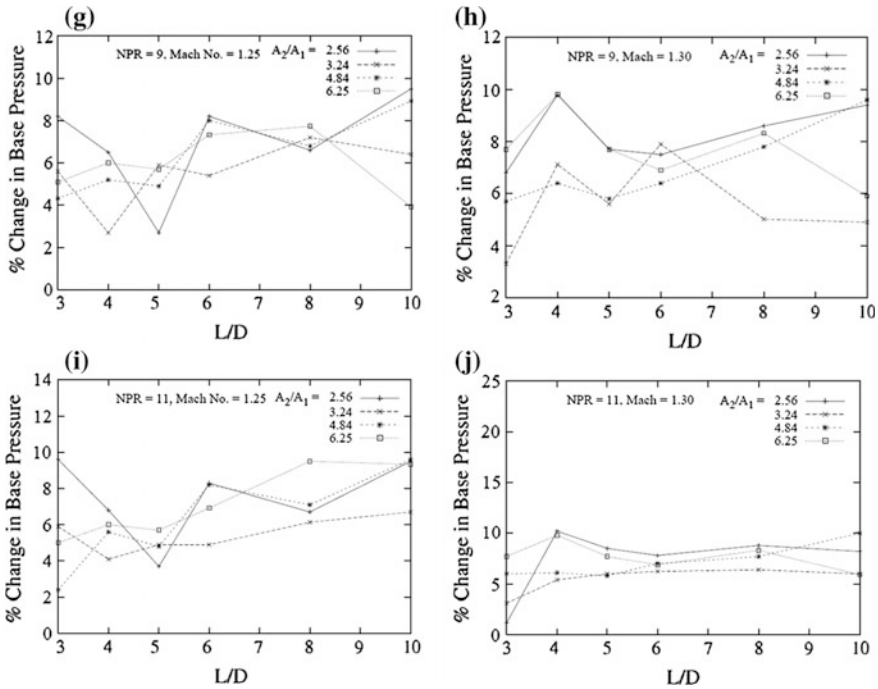 (g)
% Change in Base Pressure
12
10
8
6
4
2
0
NPR = 9, Mach No. = 1.25 A2/A1 = 2.56
3.24
4.84
6.25
3 4 5 6 7 8 9 10
L/D
(h)
% Change in Base Pressure
12
10
8
6
4
2
NPR = 9, Mach = 1.30 A2/A1 = 2.56
3.24
4.84
6.25
3 4 5 6 7 8 9 10
L/D
(i)
% Change in Base Pressure
14
12
10
8
6
4
2
0
NPR = 11, Mach No. = 1.25 A2/A1 = 2.56
3.24
4.84
6.25
3 4 5 6 7 8 9 10
L/D
(j)
% Change in Base Pressure
25
20
15
10
5
0
NPR = 11, Mach = 1.30 A2/A1 = 2.56
3.24
4.84
6.25
3 4 5 6 7 8 9 10
L/D